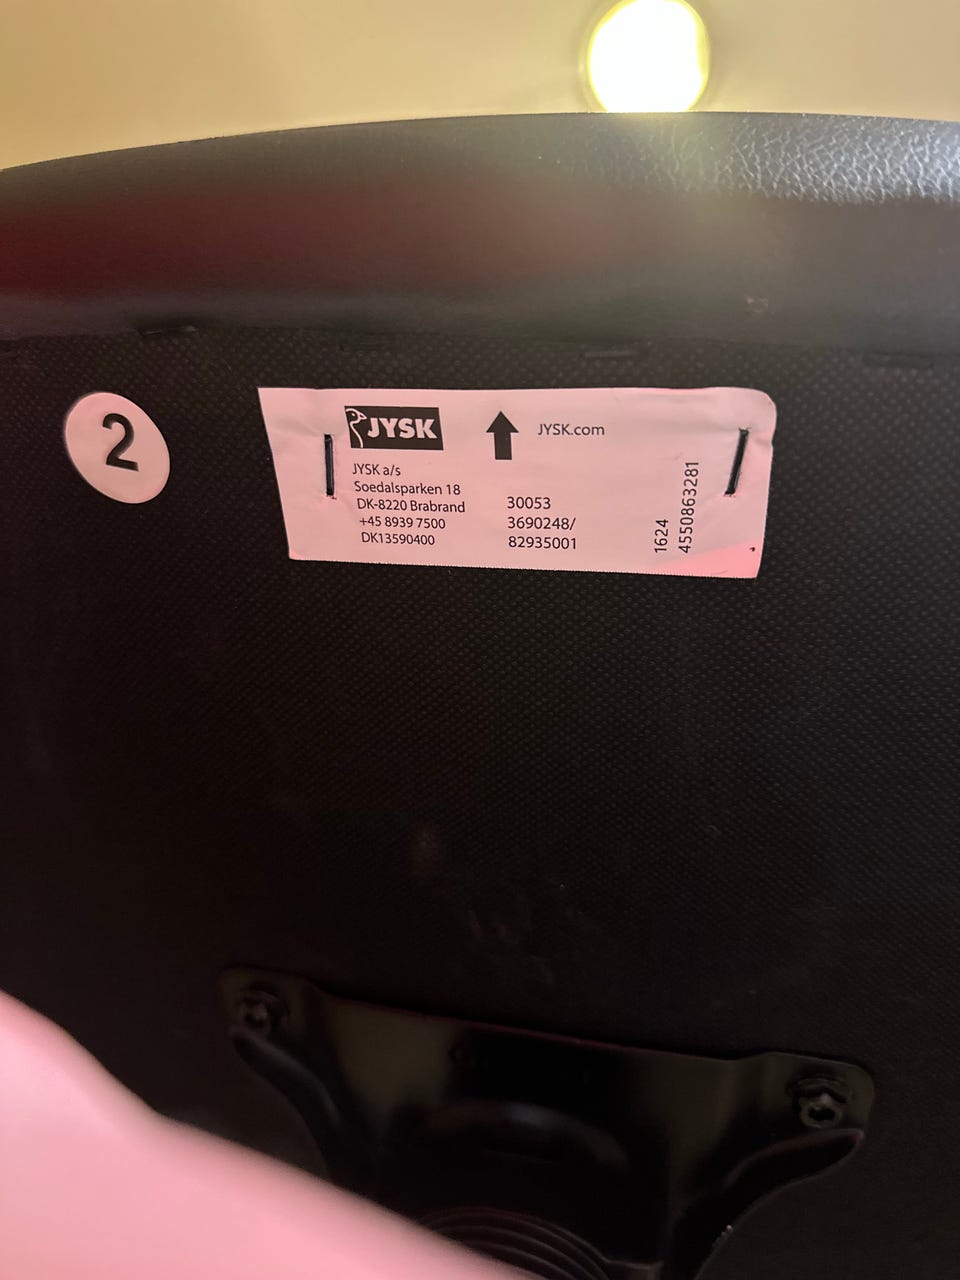 2
JYSK
JYSK.com
JYSK a/s
Soedalsparken 18
DK-8220 Brabrand
+45 8939 7500
DK13590400
30053
3690248/
82935001
1624
4550863281